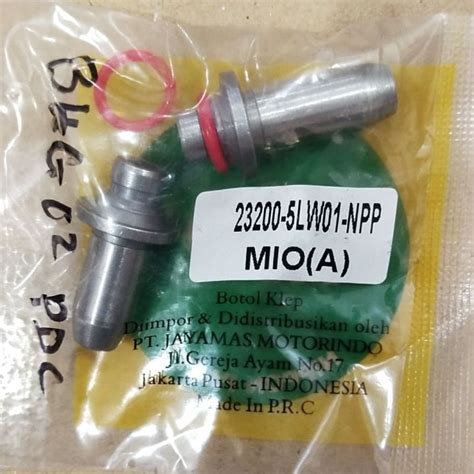 BKG 02 PDC
23200-5LW01-NPP
MIO(A)
Botol Klep
Diimpor & Didistribusikan oleh
PT. JAYAMAS MOTORINDO
Jl.Gereja Ayam No.17
Jakarta Pusat - INDONESIA
Made In P.R.C